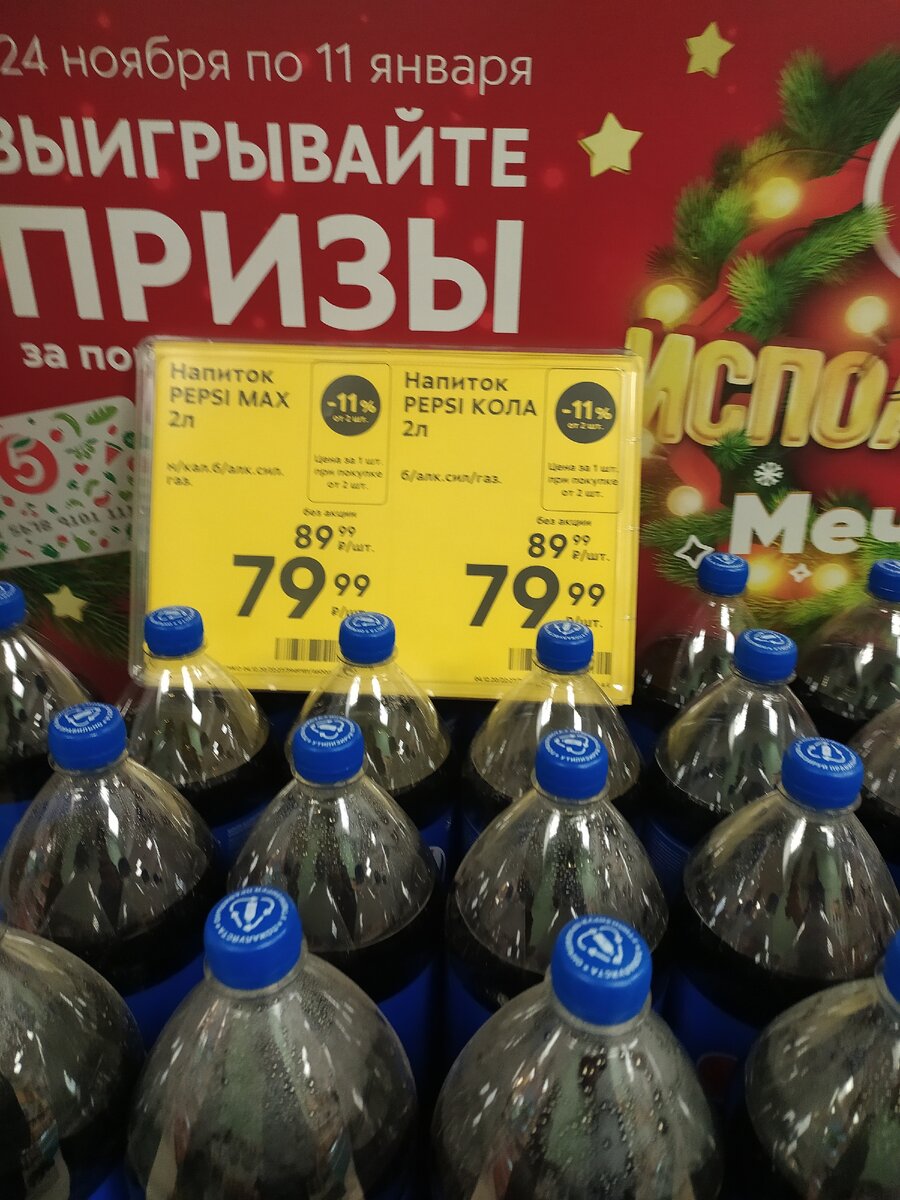 24 ноября по 11 января
ВЫИГРЫВАЙТЕ
ПРИЗЫ
за
5
Напиток
PEPSI MAX
2л
-11%
от 2 шт.
н/кал.б/алк.сил.
газ.
Цена за 1 шт.
при покупке
от 2 шт.
без акции
89 99
₽/шт.
79 99
Напиток
PEPSI КОЛА
2л
-11%
от 2 шт.
б/алк.сил/газ.
Цена за 1 шт.
при покупке
от 2 шт.
без акции
89 99
₽/шт.
79 99
ИСПО
Меч